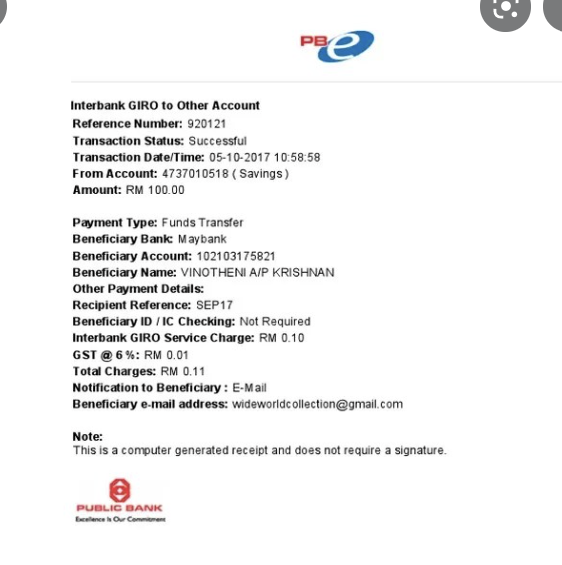 PBe
Interbank GIRO to Other Account
Reference Number: 920121
Transaction Status: Successful
Transaction Date/Time: 05-10-2017 10:58:58
From Account: 4737010518 ( Savings )
Amount: RM 100.00
Payment Type: Funds Transfer
Beneficiary Bank: Maybank
Beneficiary Account: 102103175821
Beneficiary Name: VINOTHENI A/P KRISHNAN
Other Payment Details:
Recipient Reference: SEP17
Beneficiary ID / IC Checking: Not Required
Interbank GIRO Service Charge: RM 0.10
GST @ 6 %: RM 0.01
Total Charges: RM 0.11
Notification to Beneficiary : E-Mail
Beneficiary e-mail address: wideworldcollection@gmail.com
Note:
This is a computer generated receipt and does not require a signature.
PUBLIC BANK
Excellence Is Our Commitment